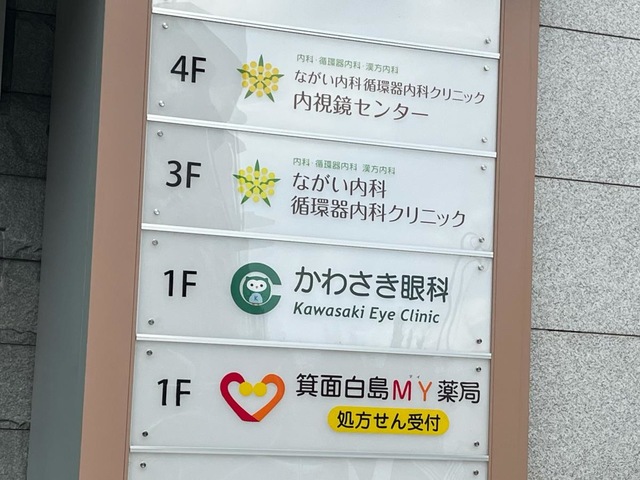 4F
内科・循環器内科・漢方内科
ながい内科循環器内科クリニック
内視鏡センター
3F
内科・循環器内科・漢方内科
ながい内科
循環器内科クリニック
1F
かわさき眼科
Kawasaki Eye Clinic
1F
マイ
箕面白島MY薬局
処方せん受付